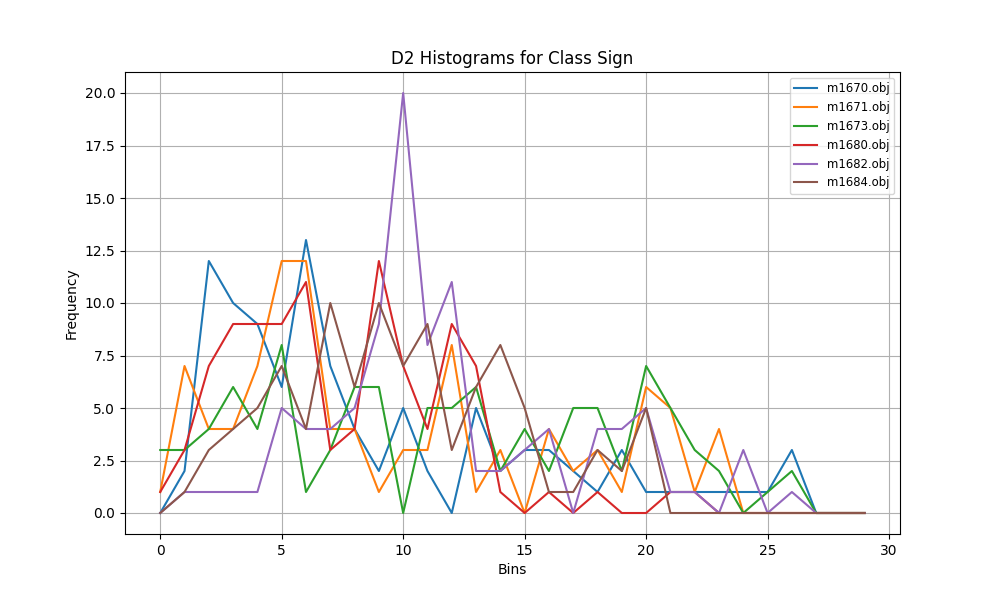 D2 Histograms for Class Sign
20.0
17.5
15.0
12.5
10.0
7.5
5.0
2.5
0.0
Frequency
m1670.obj
m1671.obj
m1673.obj
m1680.obj
m1682.obj
m1684.obj
0 5 10 15 20 25 30
Bins